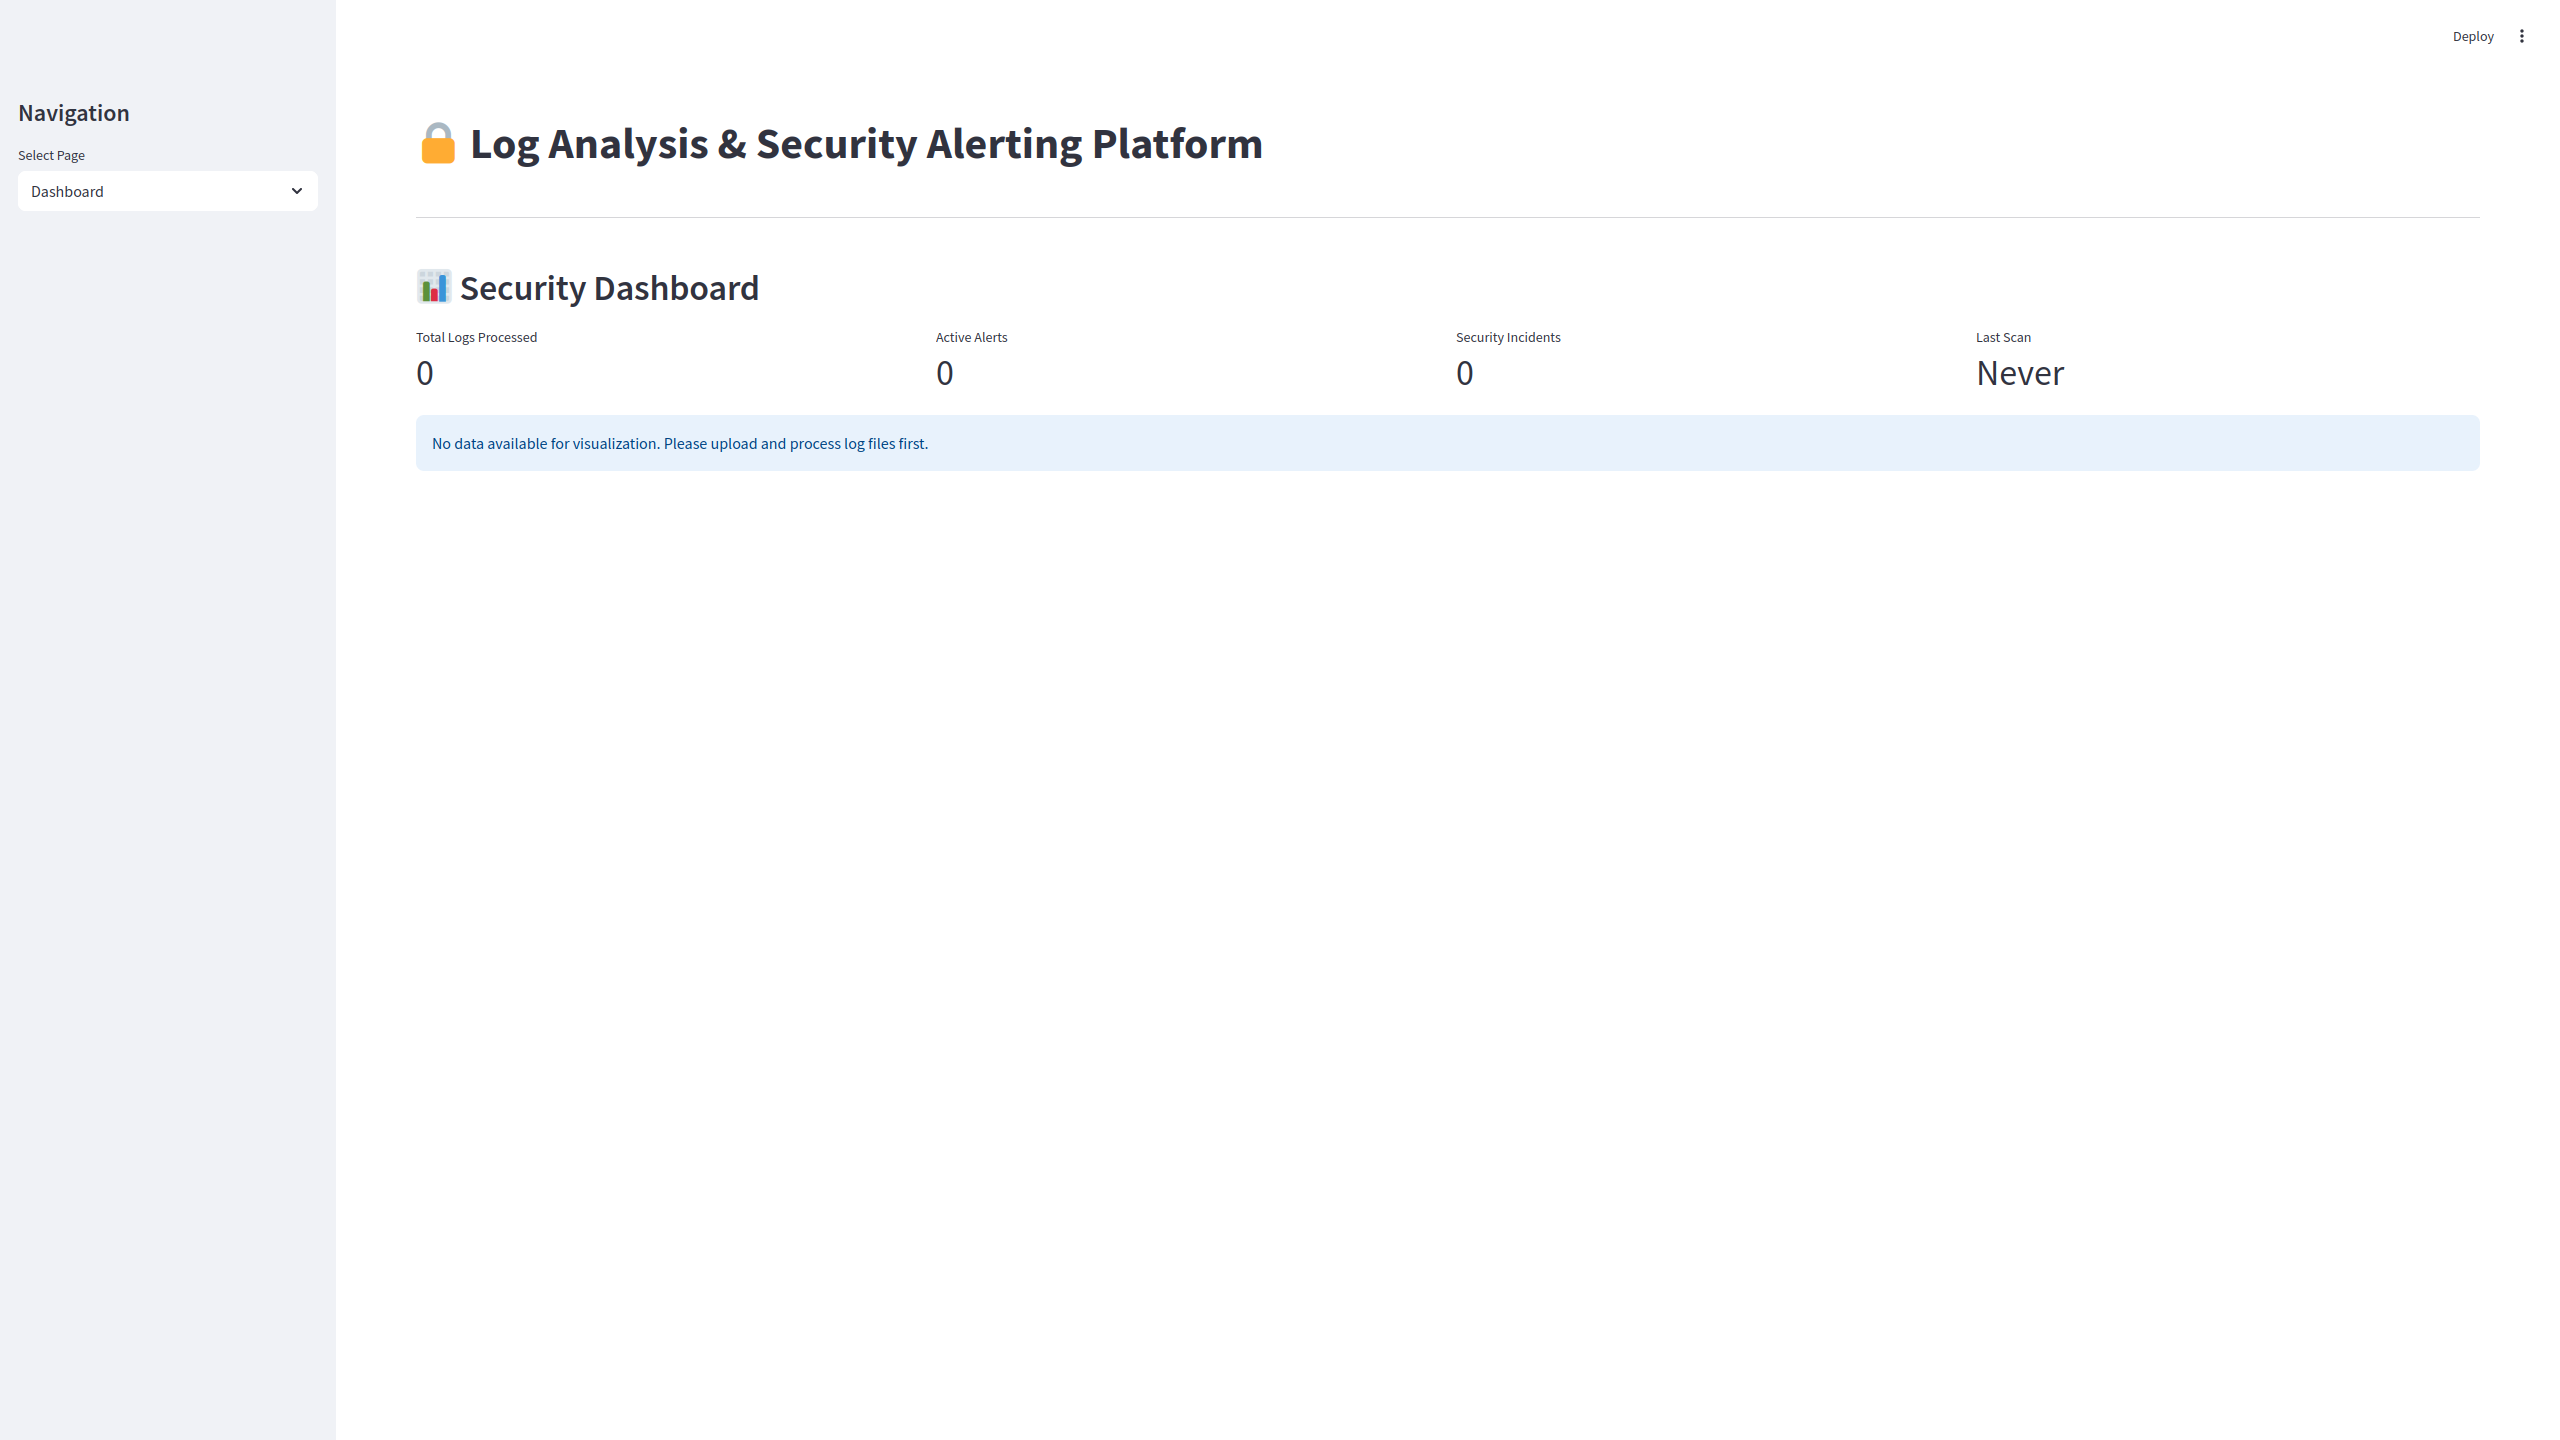 Deploy
Navigation
Select Page
Dashboard
Log Analysis & Security Alerting Platform
Security Dashboard
Total Logs Processed
0
Active Alerts
0
Security Incidents
0
Last Scan
Never
No data available for visualization. Please upload and process log files first.